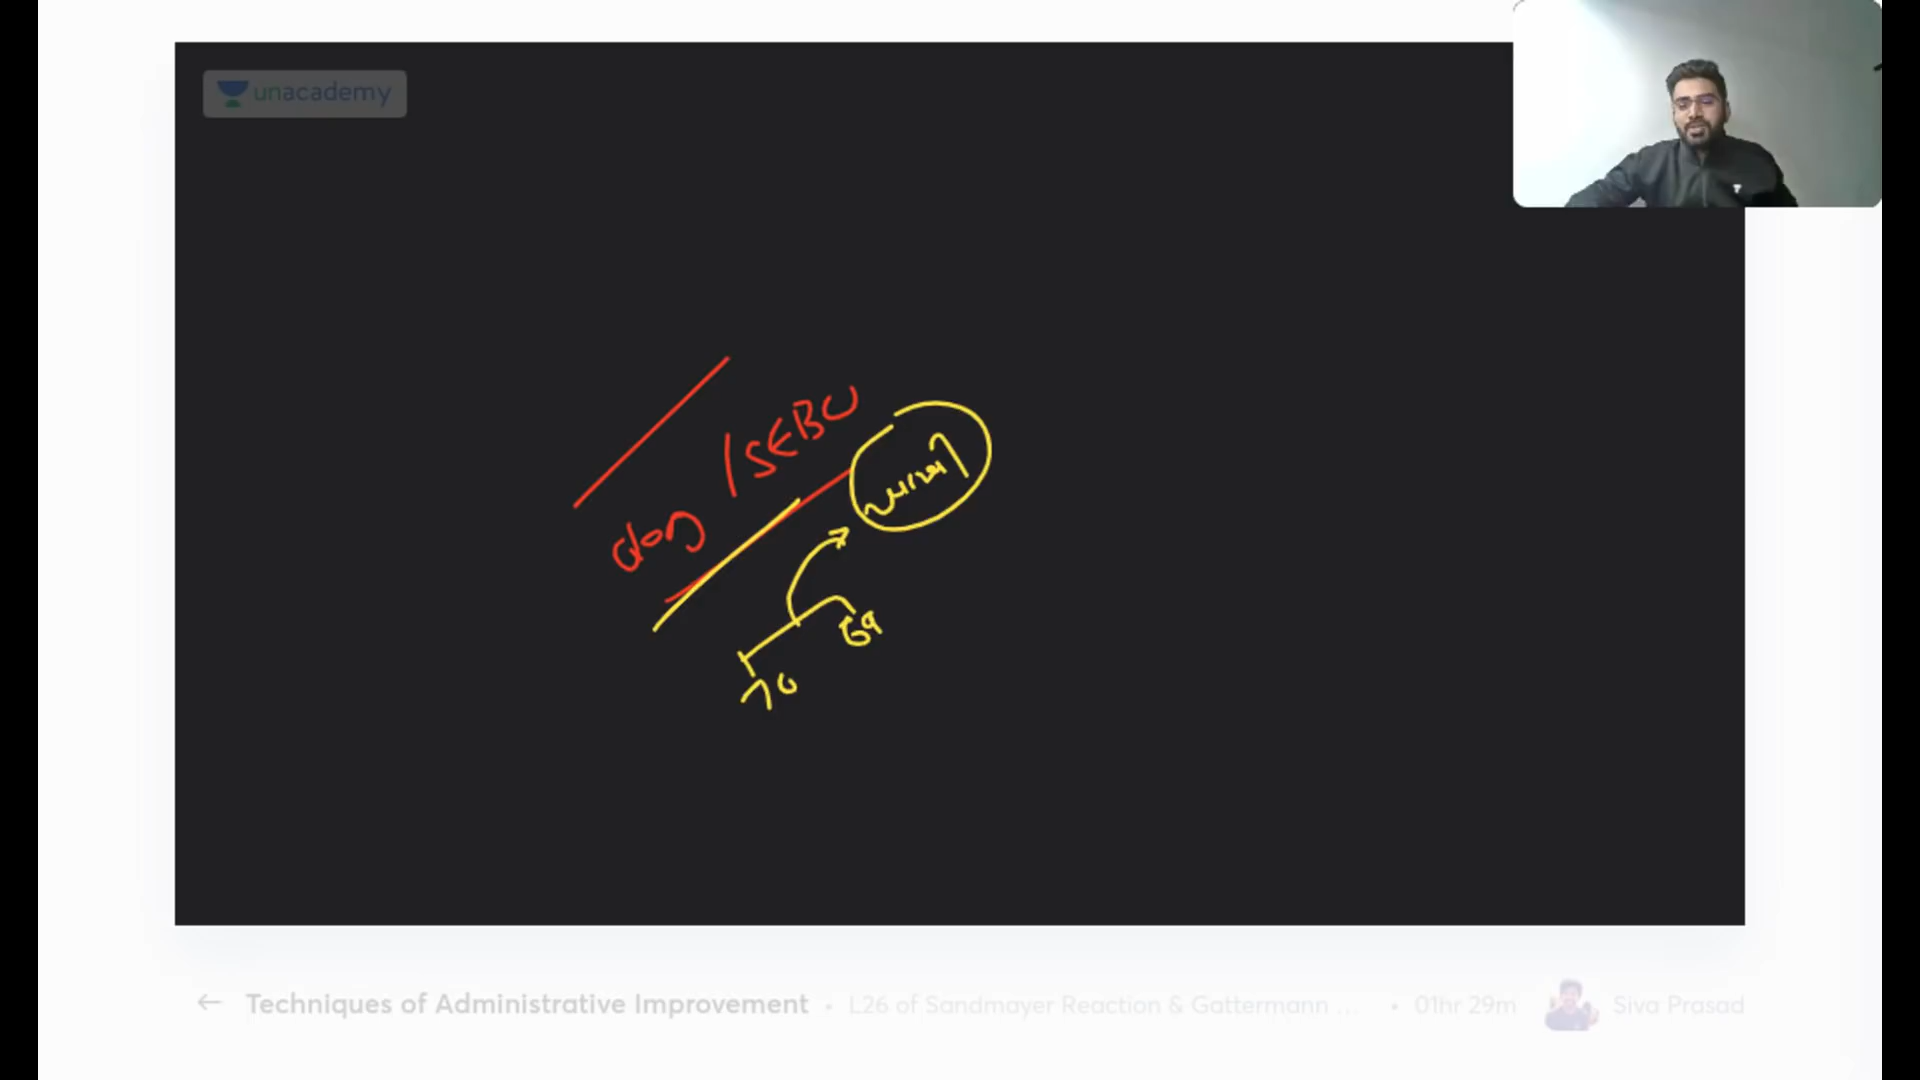 unacademy
/SEBC
69
70
← Techniques of Administrative Improvement • L26 of Sandmayer Reaction & Gattermann ... • 01hr 29m Siva Prasad